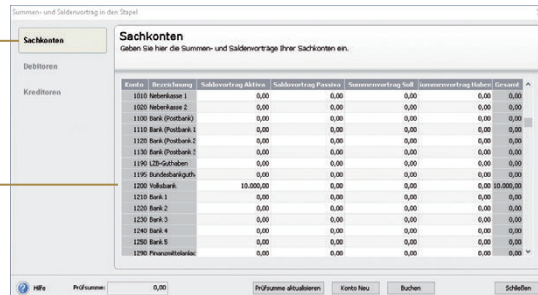 Summen- und Saldenvortrag in den Stapel
Sachkonten
Debitoren
Kreditoren
Sachkonten
Geben Sie hier die Summen- und Saldenvorträge Ihrer Sachkonten ein.
Konto Bezeichnung Saldovortrag Aktiva Saldovortrag Passiva Summenvortrag Soll ummenvortrag Haben Gesamt
1010 Nebenkasse 1 0,00 0,00 0,00 0,00 0,00
1020 Nebenkasse 2 0,00 0,00 0,00 0,00 0,00
1100 Bank (Postbank) 0,00 0,00 0,00 0,00 0,00
1110 Bank (Postbank 1 0,00 0,00 0,00 0,00 0,00
1120 Bank (Postbank 2 0,00 0,00 0,00 0,00 0,00
1130 Bank (Postbank 3 0,00 0,00 0,00 0,00 0,00
1190 LZB-Guthaben 0,00 0,00 0,00 0,00 0,00
1195 Bundesbankguth 0,00 0,00 0,00 0,00 0,00
1200 Volksbank 10.000,00 0,00 0,00 0,00 10.000,00
1210 Bank 1 0,00 0,00 0,00 0,00 0,00
1220 Bank 2 0,00 0,00 0,00 0,00 0,00
1230 Bank 3 0,00 0,00 0,00 0,00 0,00
1240 Bank 4 0,00 0,00 0,00 0,00 0,00
1250 Bank 5 0,00 0,00 0,00 0,00 0,00
1290 Finanzmittelanlac 0,00 0,00 0,00 0,00 0,00
Hilfe Prüfsumme: 0,00 Prüfsumme aktualisieren Konto Neu Buchen Schließen